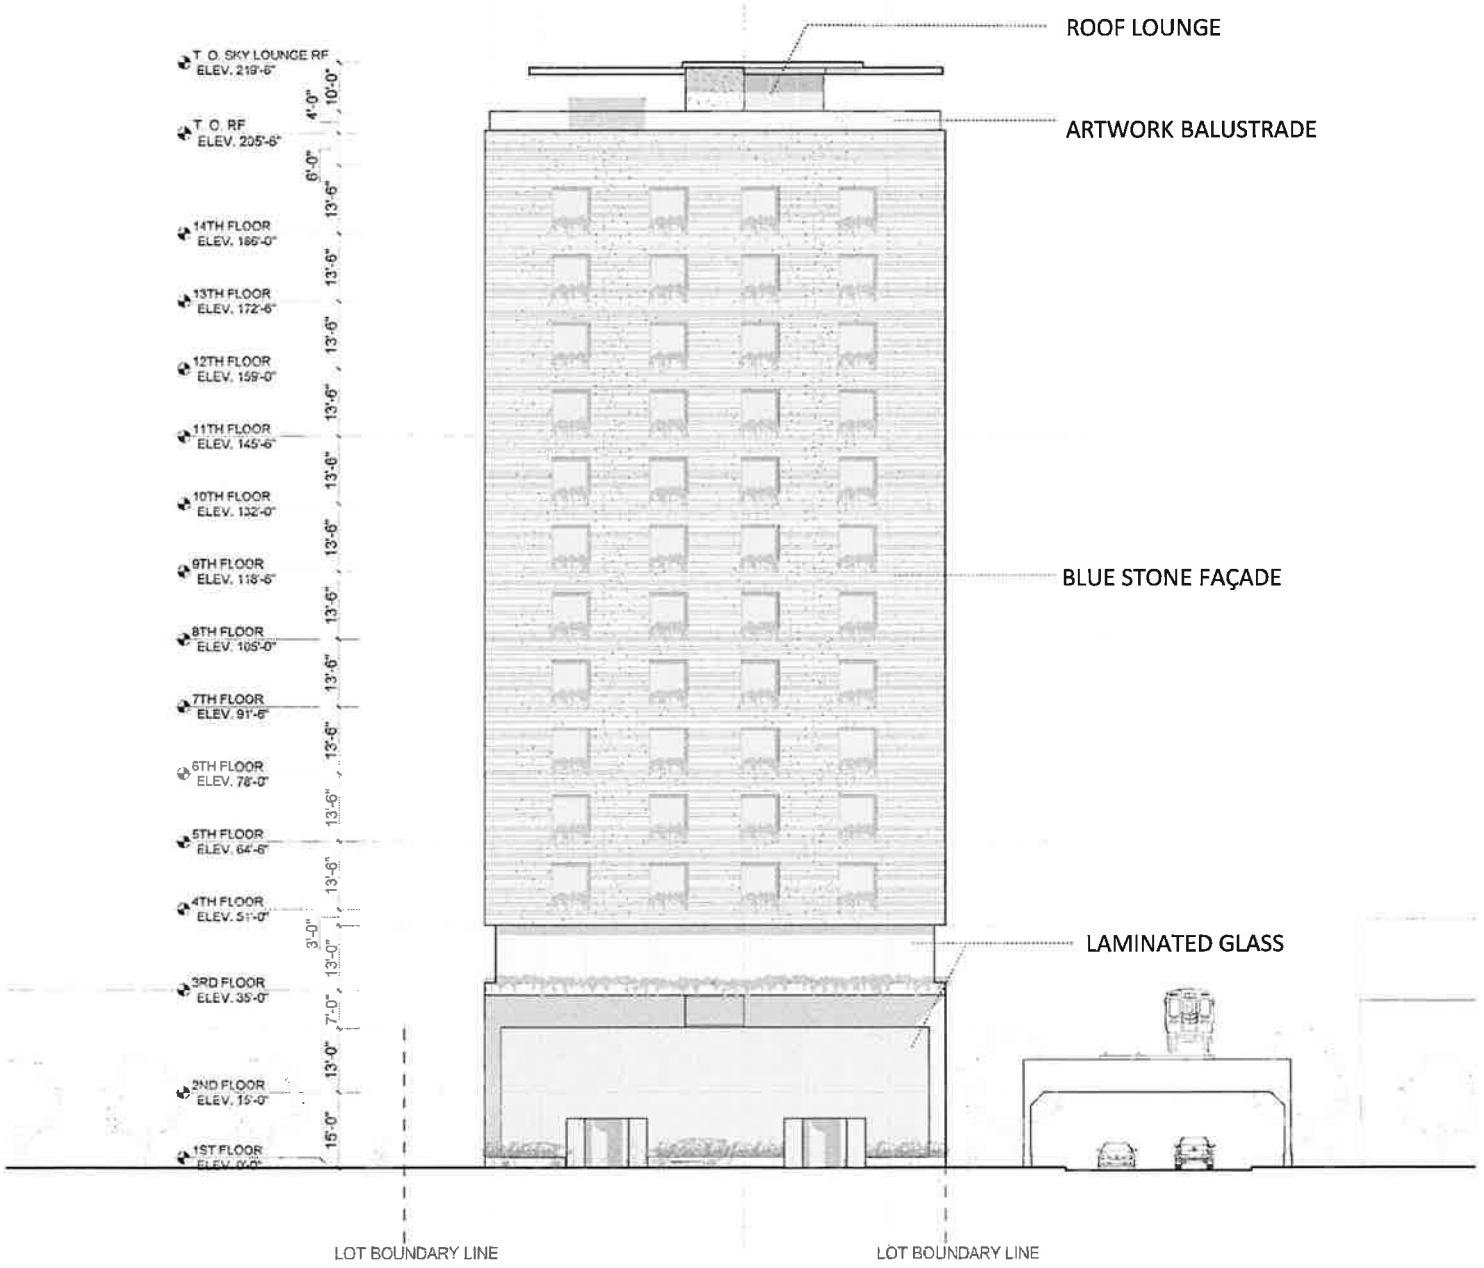 ROOF LOUNGE
T. O. SKY LOUNGE RF
ELEV. 219'-6"
10'-0"
4'-0"
T. O. RF
ELEV. 205'-6"
ARTWORK BALUSTRADE
6'-0"
13'-6"
14TH FLOOR
ELEV. 186'-0"
13'-6"
13TH FLOOR
ELEV. 172'-6"
13'-6"
12TH FLOOR
ELEV. 159'-0"
13'-6"
11TH FLOOR
ELEV. 145'-6"
13'-6"
10TH FLOOR
ELEV. 132'-0"
13'-6"
9TH FLOOR
ELEV. 118'-6"
BLUE STONE FAÇADE
13'-6"
8TH FLOOR
ELEV. 105'-0"
13'-6"
7TH FLOOR
ELEV. 91'-6"
13'-6"
6TH FLOOR
ELEV. 78'-0"
13'-6"
5TH FLOOR
ELEV. 64'-6"
13'-6"
4TH FLOOR
ELEV. 51'-0"
3'-0"
13'-0"
LAMINATED GLASS
3RD FLOOR
ELEV. 35'-0"
7'-0"
13'-0"
2ND FLOOR
ELEV. 15'-0"
15'-0"
1ST FLOOR
ELEV. 0'-0"
LOT BOUNDARY LINE
LOT BOUNDARY LINE